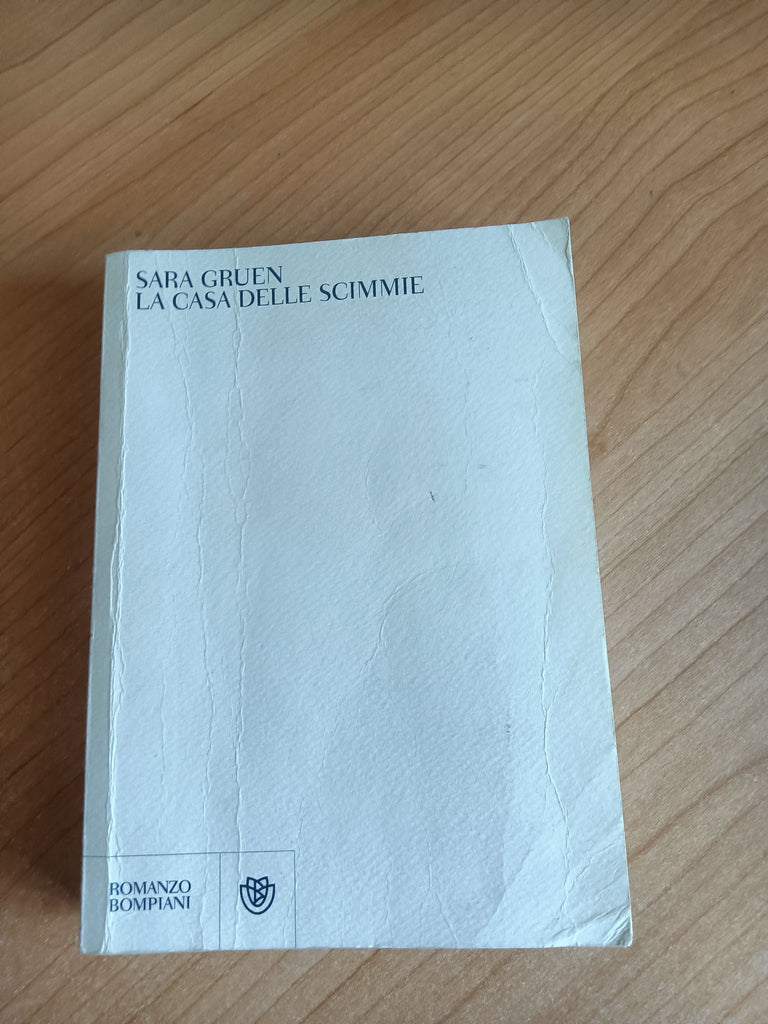 SARA GRUEN
LA CASA DELLE SCIMMIE
ROMANZO
BOMPIANI